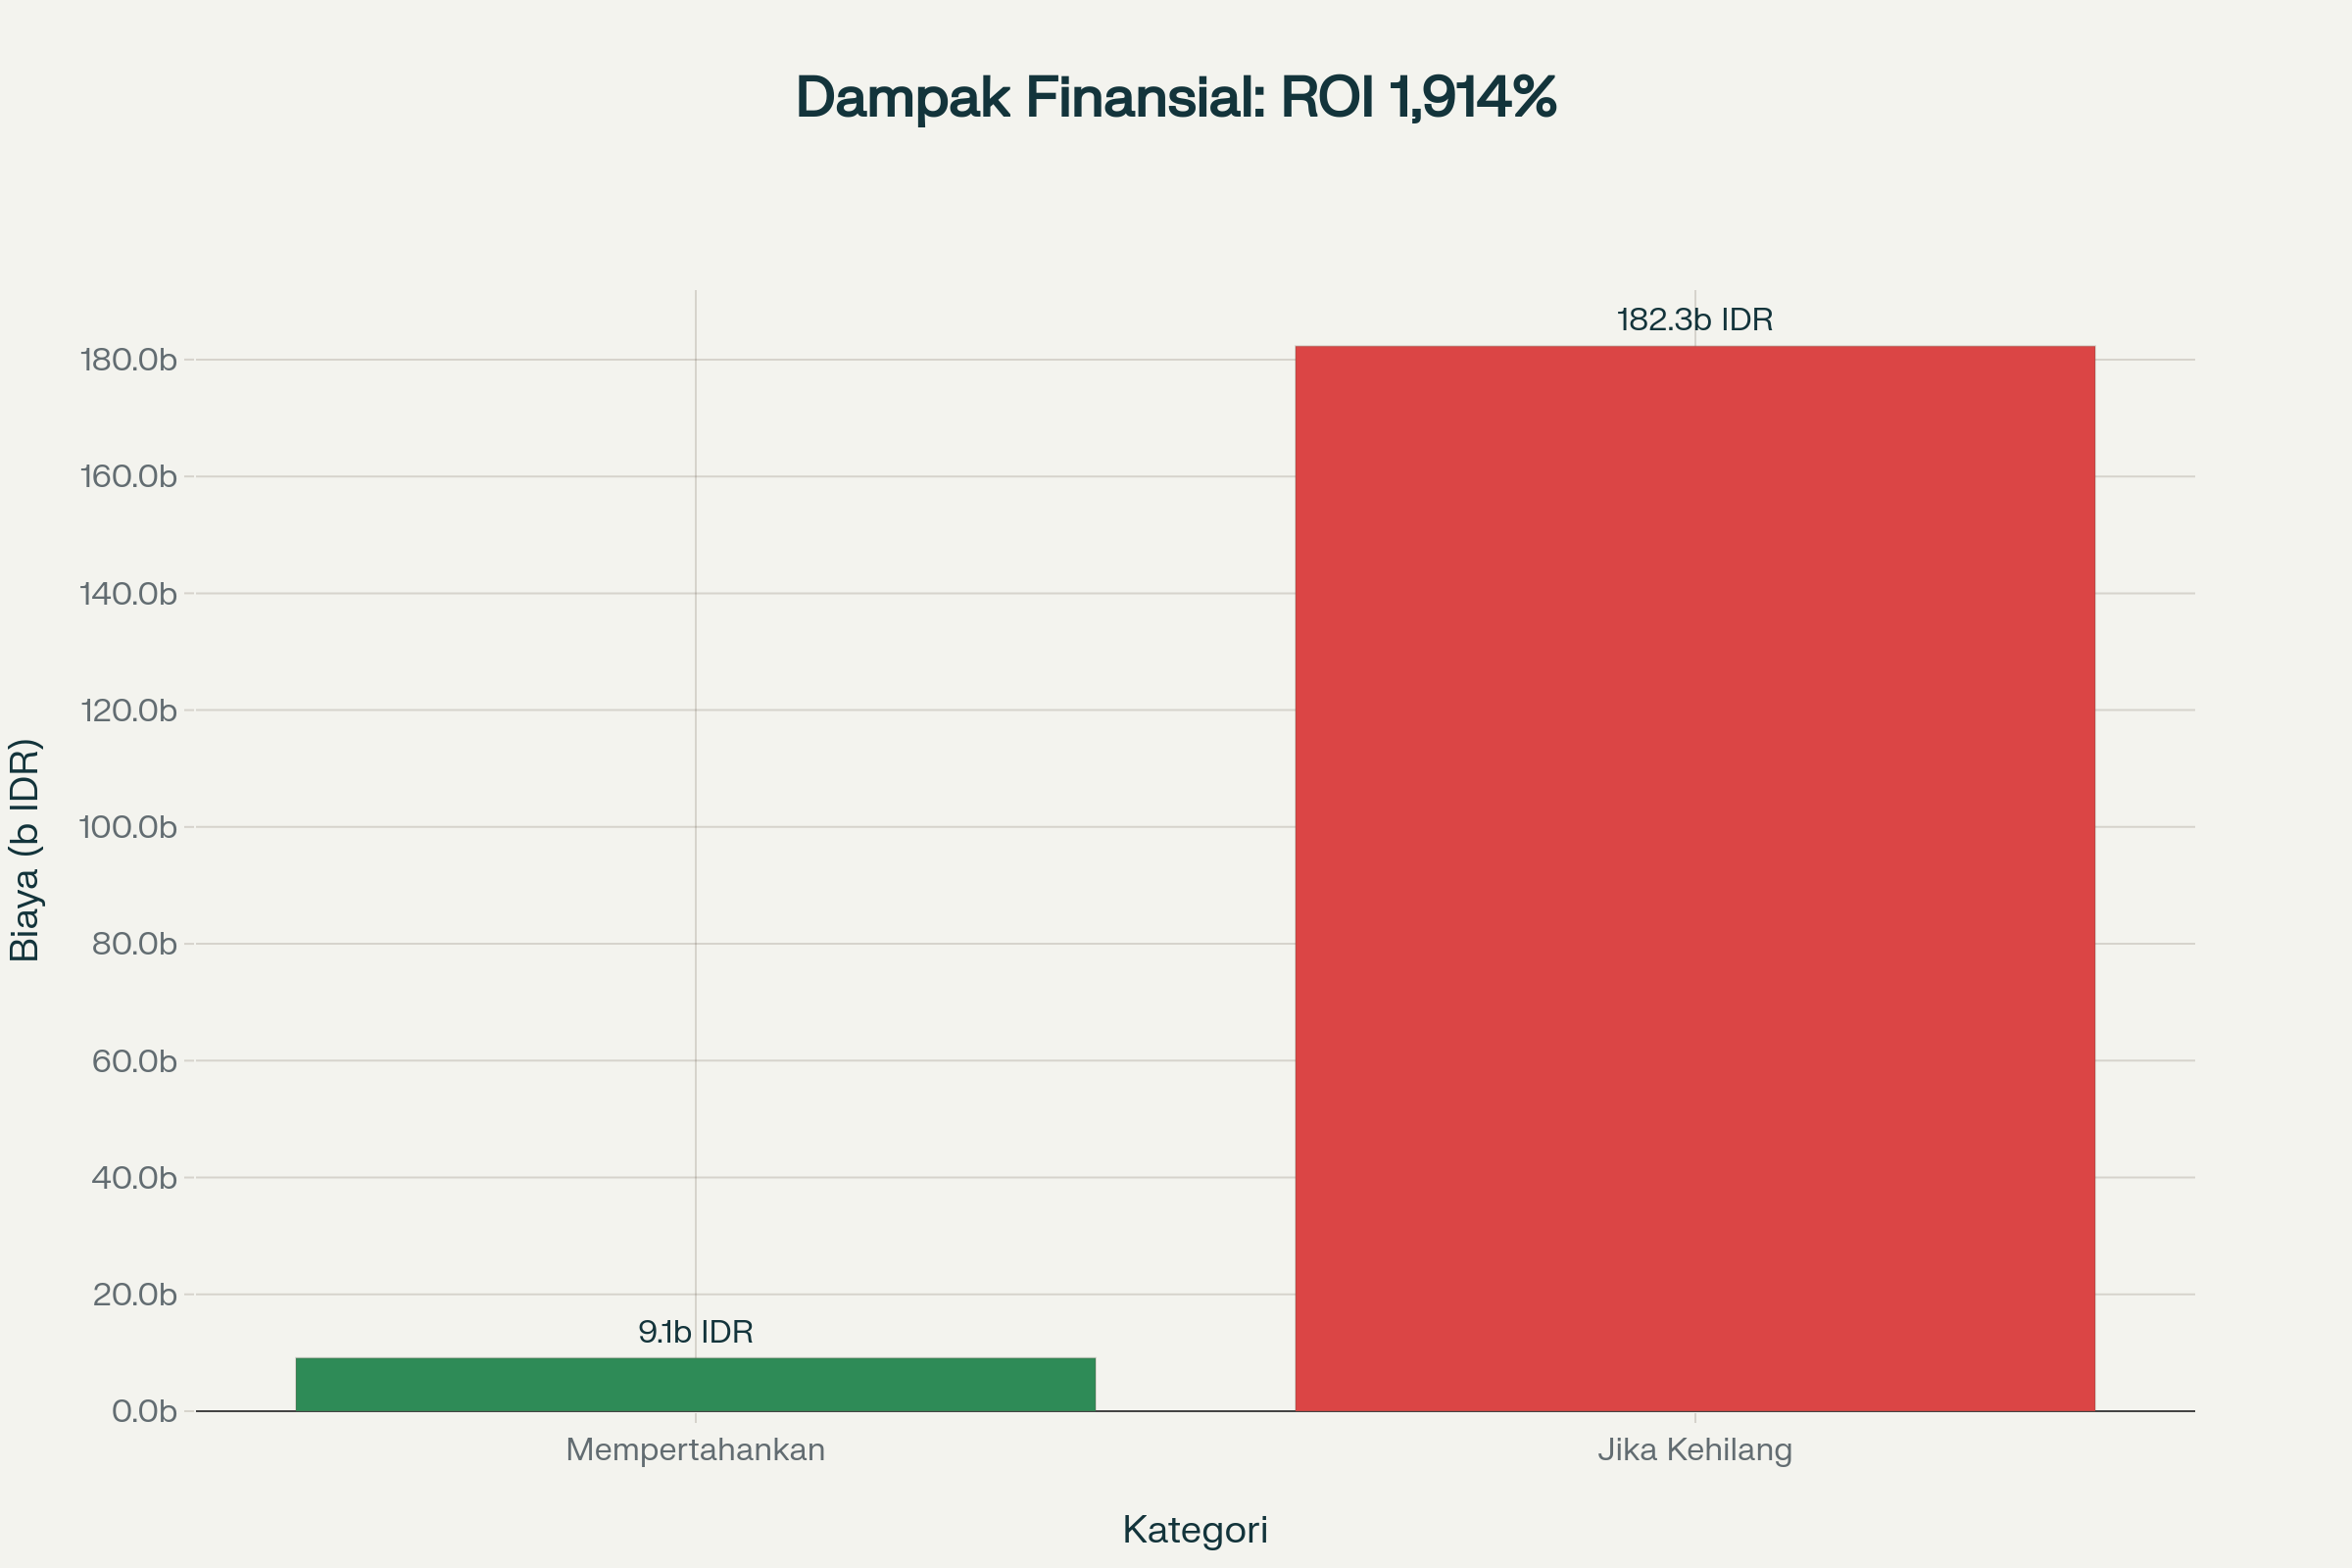 Dampak Finansial: ROI 1,914%
182.3b IDR
180.0b
160.0b
140.0b
120.0b
100.0b
80.0b
60.0b
40.0b
20.0b
9.1b IDR
0.0b
Biaya (b IDR)
Mempertahankan
Jika Kehilang
Kategori